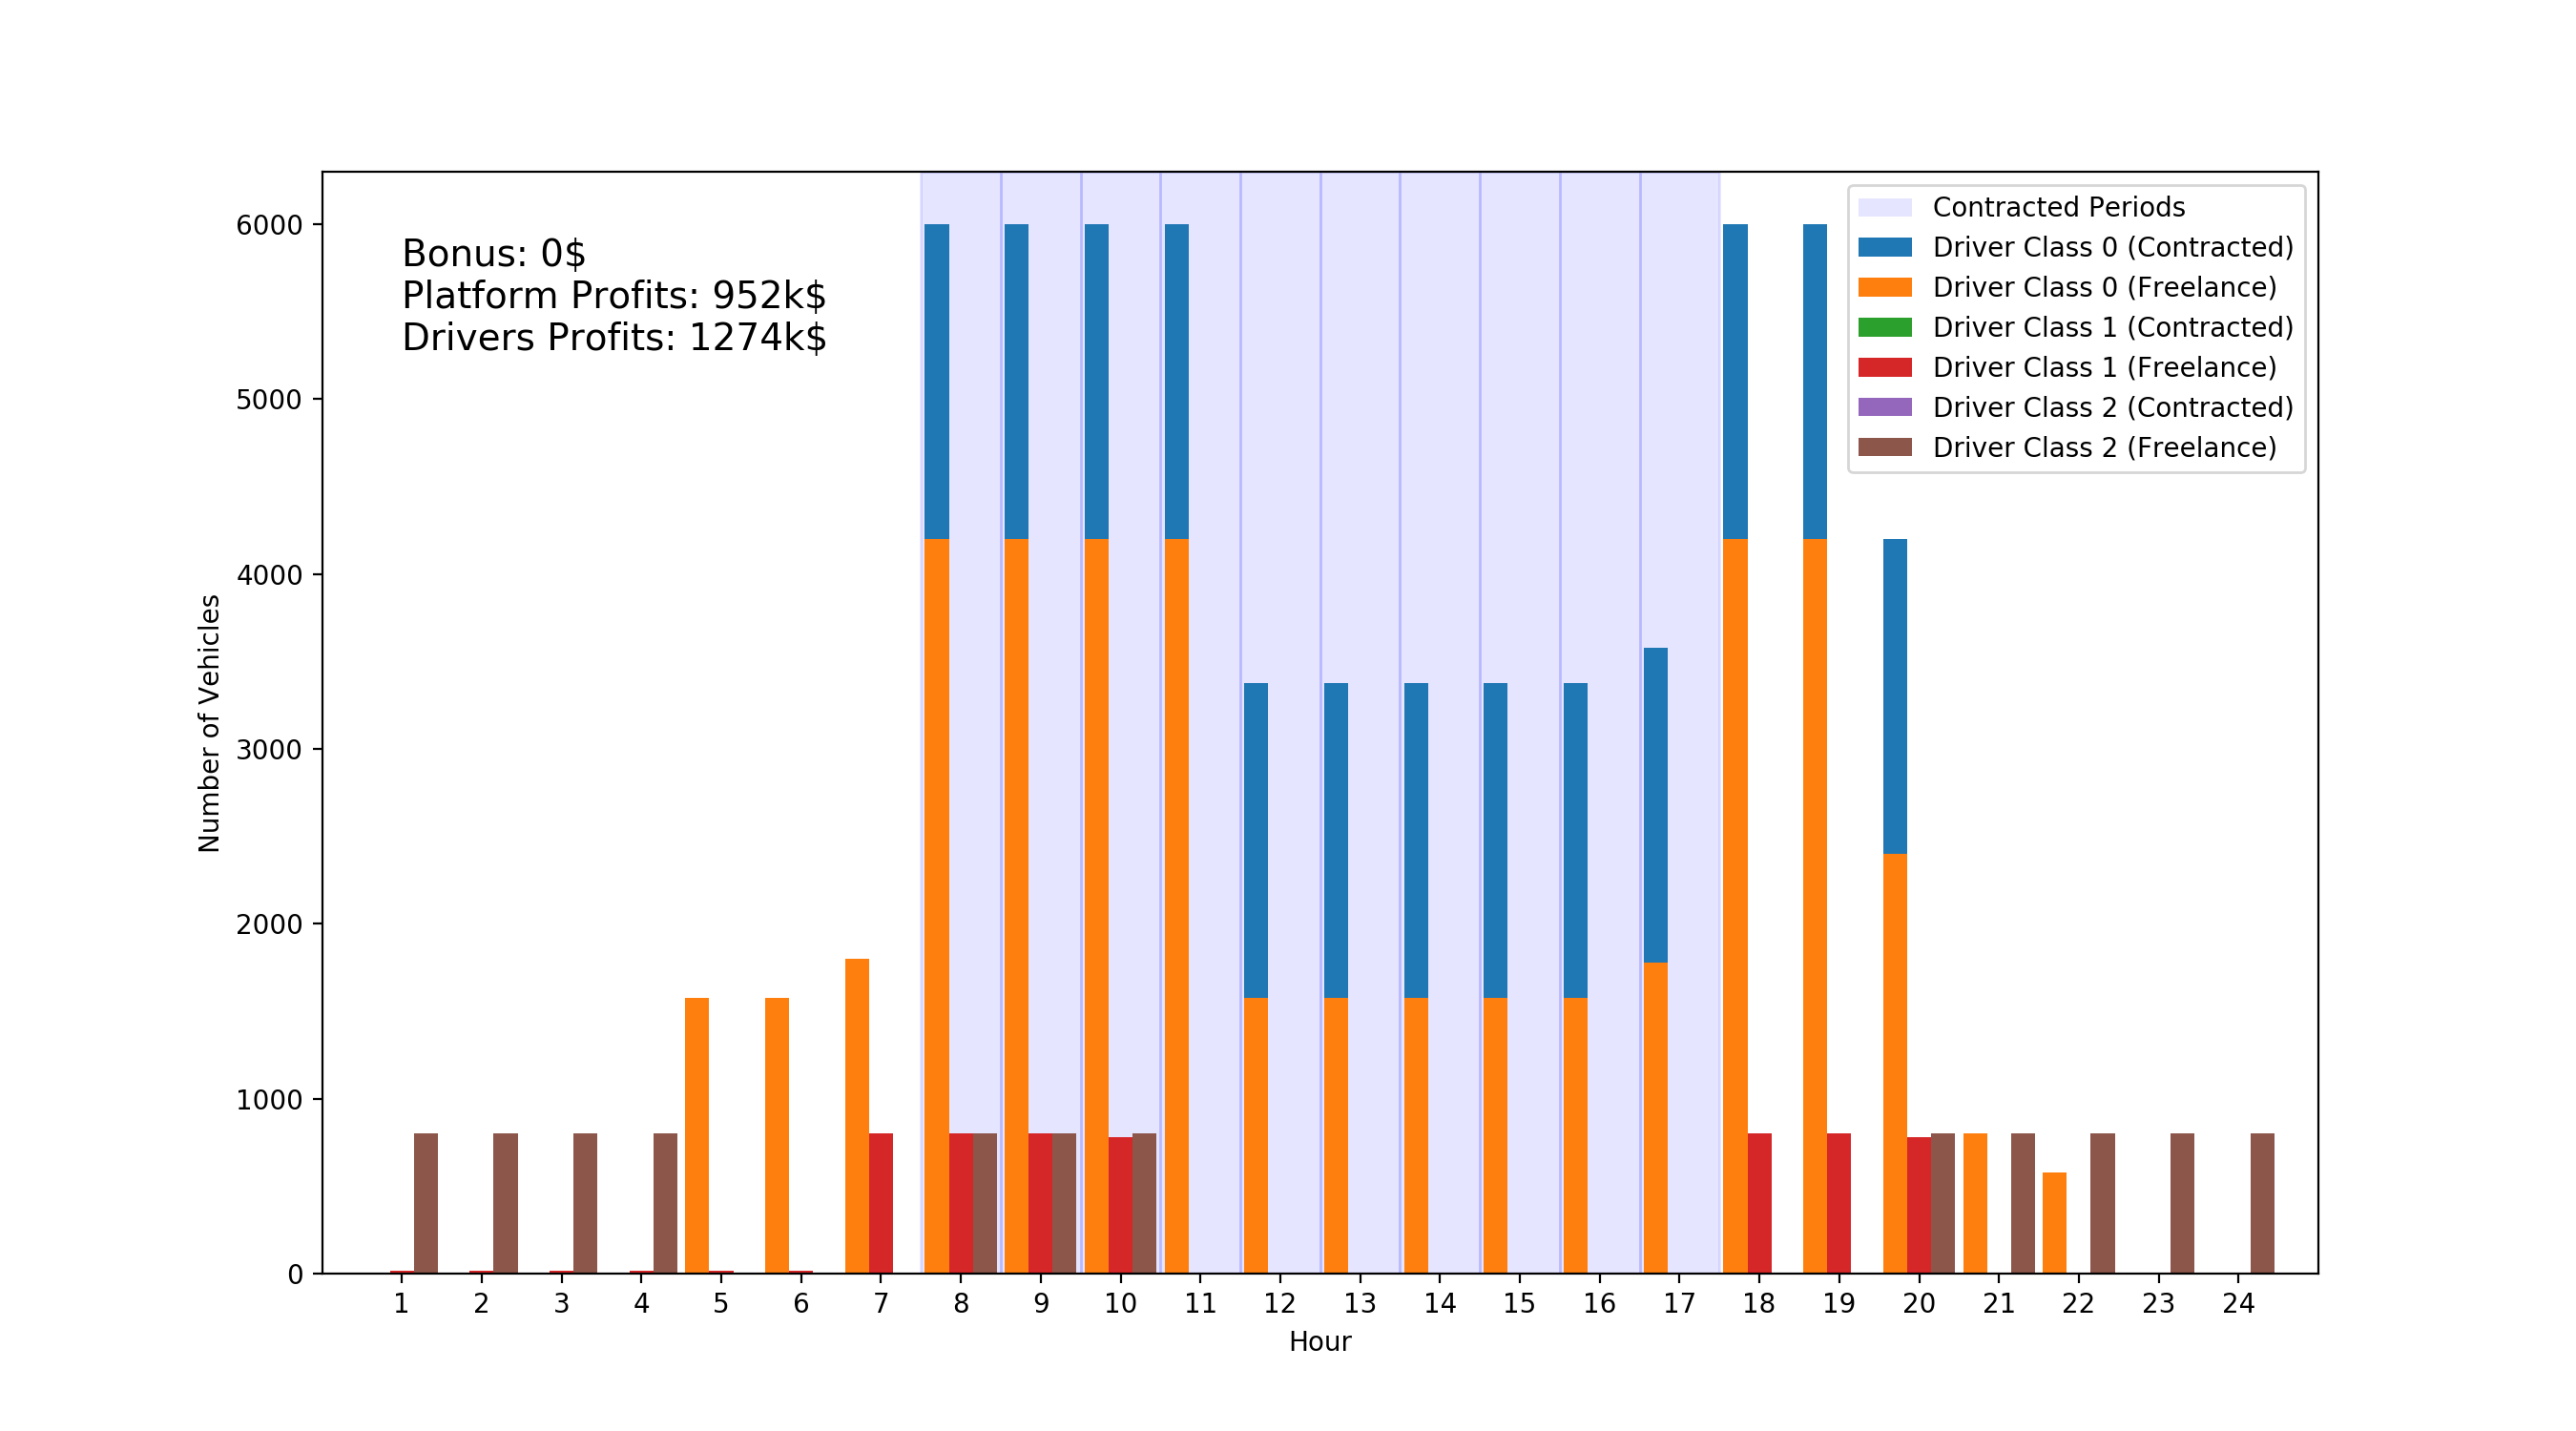 Bonus: 0$
Platform Profits: 952k$
Drivers Profits: 1274k$
Contracted Periods
Driver Class 0 (Contracted)
Driver Class 0 (Freelance)
Driver Class 1 (Contracted)
Driver Class 1 (Freelance)
Driver Class 2 (Contracted)
Driver Class 2 (Freelance)
Number of Vehicles
6000
5000
4000
3000
2000
1000
0
1 2 3 4 5 6 7 8 9 10 11 12 13 14 15 16 17 18 19 20 21 22 23 24
Hour